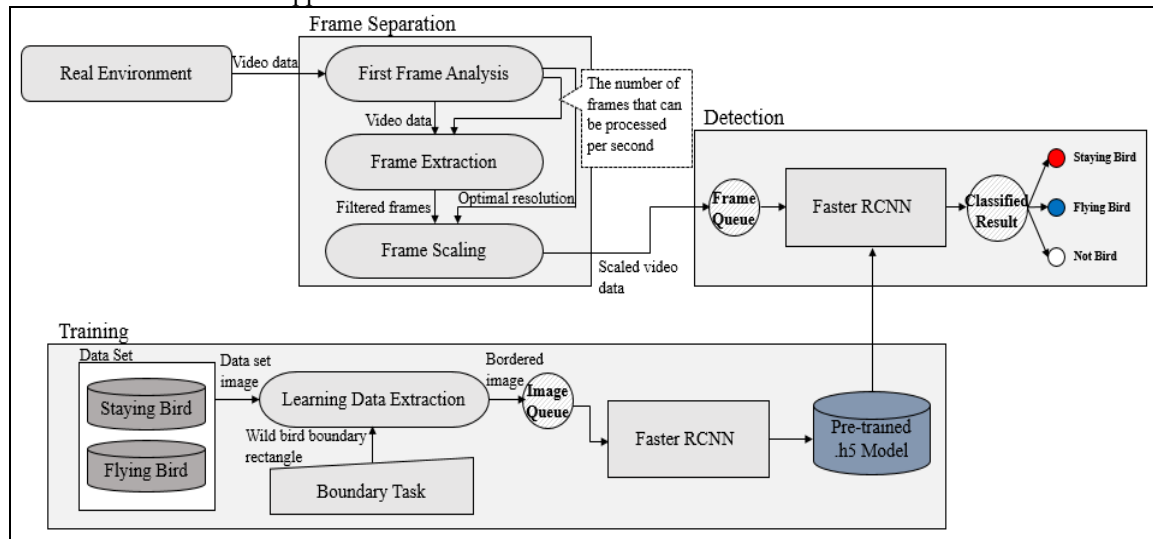 Frame Separation
Real Environment
Video data
First Frame Analysis
The number of
frames that can
be processed
per second
Video data
Frame Extraction
Filtered frames
Optimal resolution
Frame Scaling
Scaled video
data
Detection
Frame
Queue
Faster RCNN
Classified
Result
Staying Bird
Flying Bird
Not Bird
Training
Data Set
Staying Bird
Flying Bird
Data set
image
Learning Data Extraction
Wild bird boundary
rectangle
Boundary Task
Bordered
image
Image
Queue
Faster RCNN
Pre-trained
.h5 Model